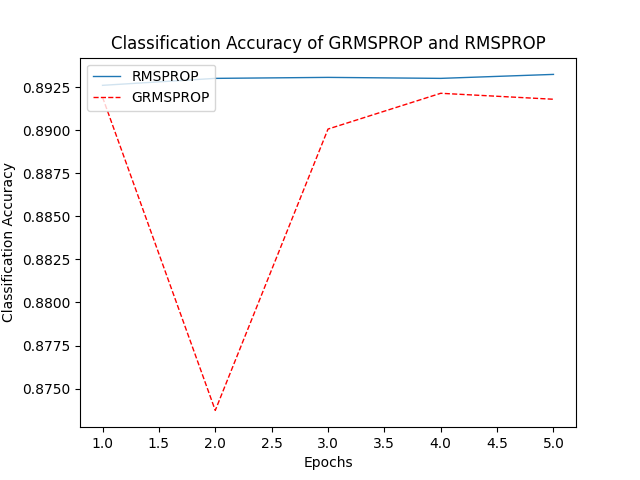 Classification Accuracy of GRMSPROP and RMSPROP
RMSPROP
GRMSPROP
Classification Accuracy
0.8925
0.8900
0.8875
0.8850
0.8825
0.8800
0.8775
0.8750
1.0 1.5 2.0 2.5 3.0 3.5 4.0 4.5 5.0
Epochs